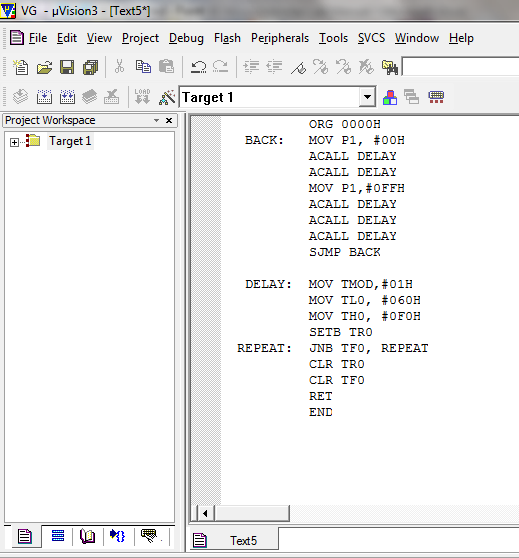 VG - µVision3 - [Text5*]
File Edit View Project Debug Flash Peripherals Tools SVCS Window Help
LOAD
Target 1
Project Workspace
Target 1
ORG 0000H
BACK: MOV P1, #00H
ACALL DELAY
ACALL DELAY
MOV P1,#0FFH
ACALL DELAY
ACALL DELAY
ACALL DELAY
SJMP BACK
DELAY: MOV TMOD,#01H
MOV TL0, #060H
MOV TH0, #0F0H
SETB TR0
REPEAT: JNB TF0, REPEAT
CLR TR0
CLR TF0
RET
END
Text5